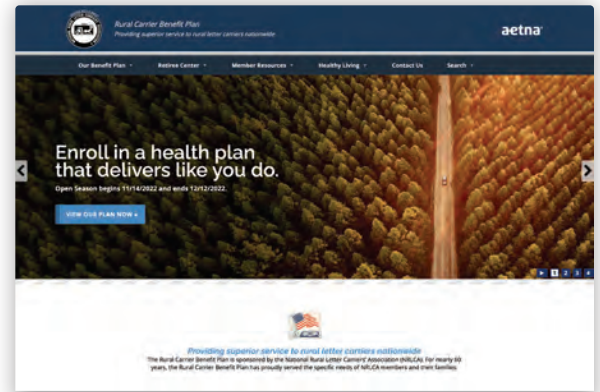 Rural Carrier Benefit Plan
Providing superior service to rural letter carriers nationwide
aetna
Our Benefit Plan
Retiree Center
Member Resources
Healthy Living
Contact Us
Search
Enroll in a health plan
that delivers like you do.
Open Season begins 11/14/2022 and ends 12/12/2022.
VIEW OUR PLAN NOW »
1 2 3 4
Providing superior service to rural letter carriers nationwide
The Rural Carrier Benefit Plan is sponsored by the National Rural Letter Carriers' Association (NRLCA). For nearly 60
years, the Rural Carrier Benefit Plan has proudly served the specific needs of NRLCA members and their families.